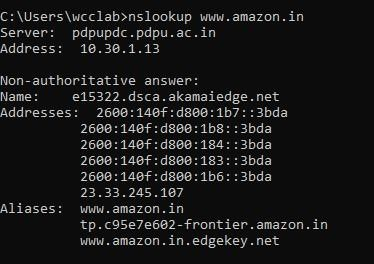 C:\Users\wcclab>nslookup www.amazon.in
Server:  pdpupdc.pdpu.ac.in
Address:  10.30.1.13

Non-authoritative answer:
Name:    e15322.dsca.akamaiedge.net
Addresses:  2600:140f:d800:1b7::3bda
          2600:140f:d800:1b8::3bda
          2600:140f:d800:184::3bda
          2600:140f:d800:183::3bda
          2600:140f:d800:1b6::3bda
          23.33.245.107
Aliases:  www.amazon.in
          tp.c95e7e602-frontier.amazon.in
          www.amazon.in.edgekey.net